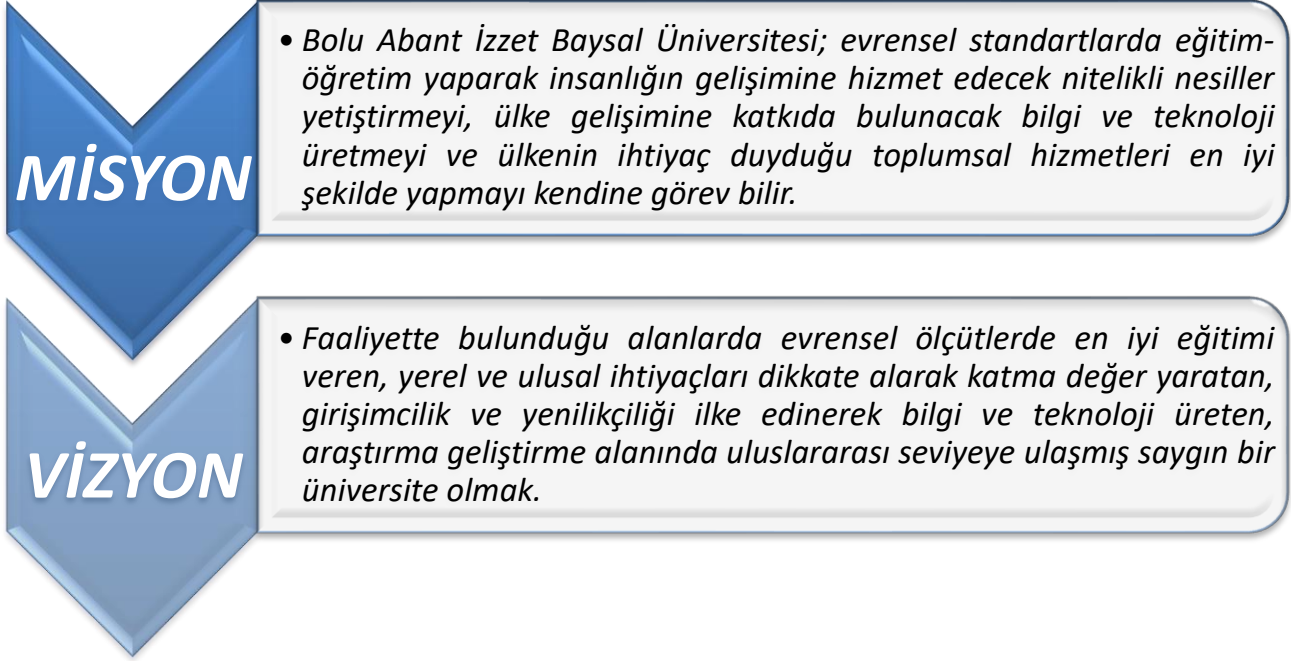 MİSYON
• Bolu Abant İzzet Baysal Üniversitesi; evrensel standartlarda eğitim-
öğretim yaparak insanlığın gelişimine hizmet edecek nitelikli nesiller
yetiştirmeyi, ülke gelişimine katkıda bulunacak bilgi ve teknoloji
üretmeyi ve ülkenin ihtiyaç duyduğu toplumsal hizmetleri en iyi
şekilde yapmayı kendine görev bilir.
VİZYON
• Faaliyette bulunduğu alanlarda evrensel ölçütlerde en iyi eğitimi
veren, yerel ve ulusal ihtiyaçları dikkate alarak katma değer yaratan,
girişimcilik ve yenilikçiliği ilke edinerek bilgi ve teknoloji üreten,
araştırma geliştirme alanında uluslararası seviyeye ulaşmış saygın bir
üniversite olmak.